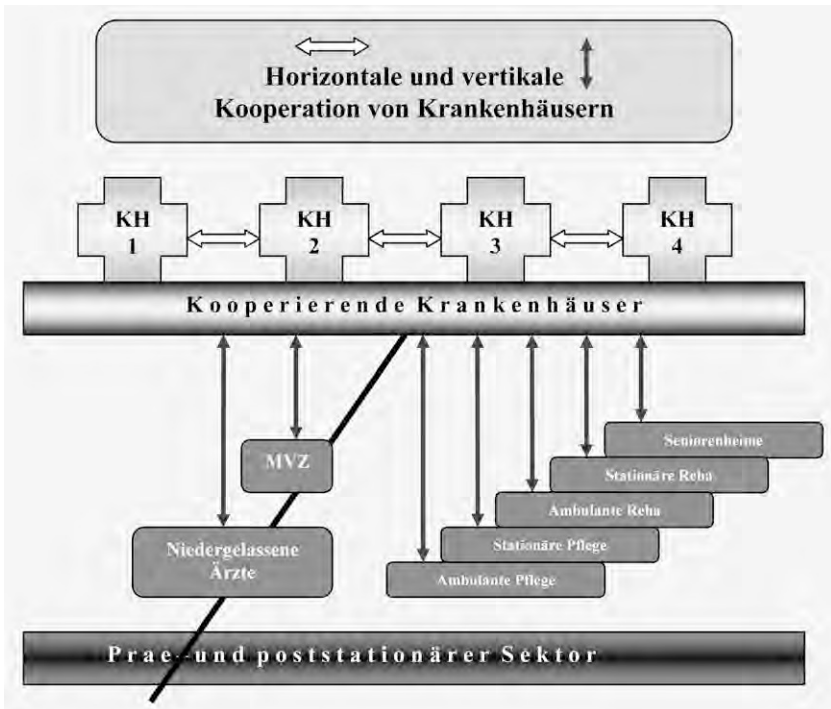 Horizontale und vertikale
Kooperation von Krankenhäusern
KH
1
KH
2
KH
3
KH
4
Kooperierende Krankenhäuser
MVZ
Niedergelassene
Ärzte
Seniorenheime
Stationäre Reha
Ambulante Reha
Stationäre Pflege
Ambulante Pflege
Prae- und poststationärer Sektor